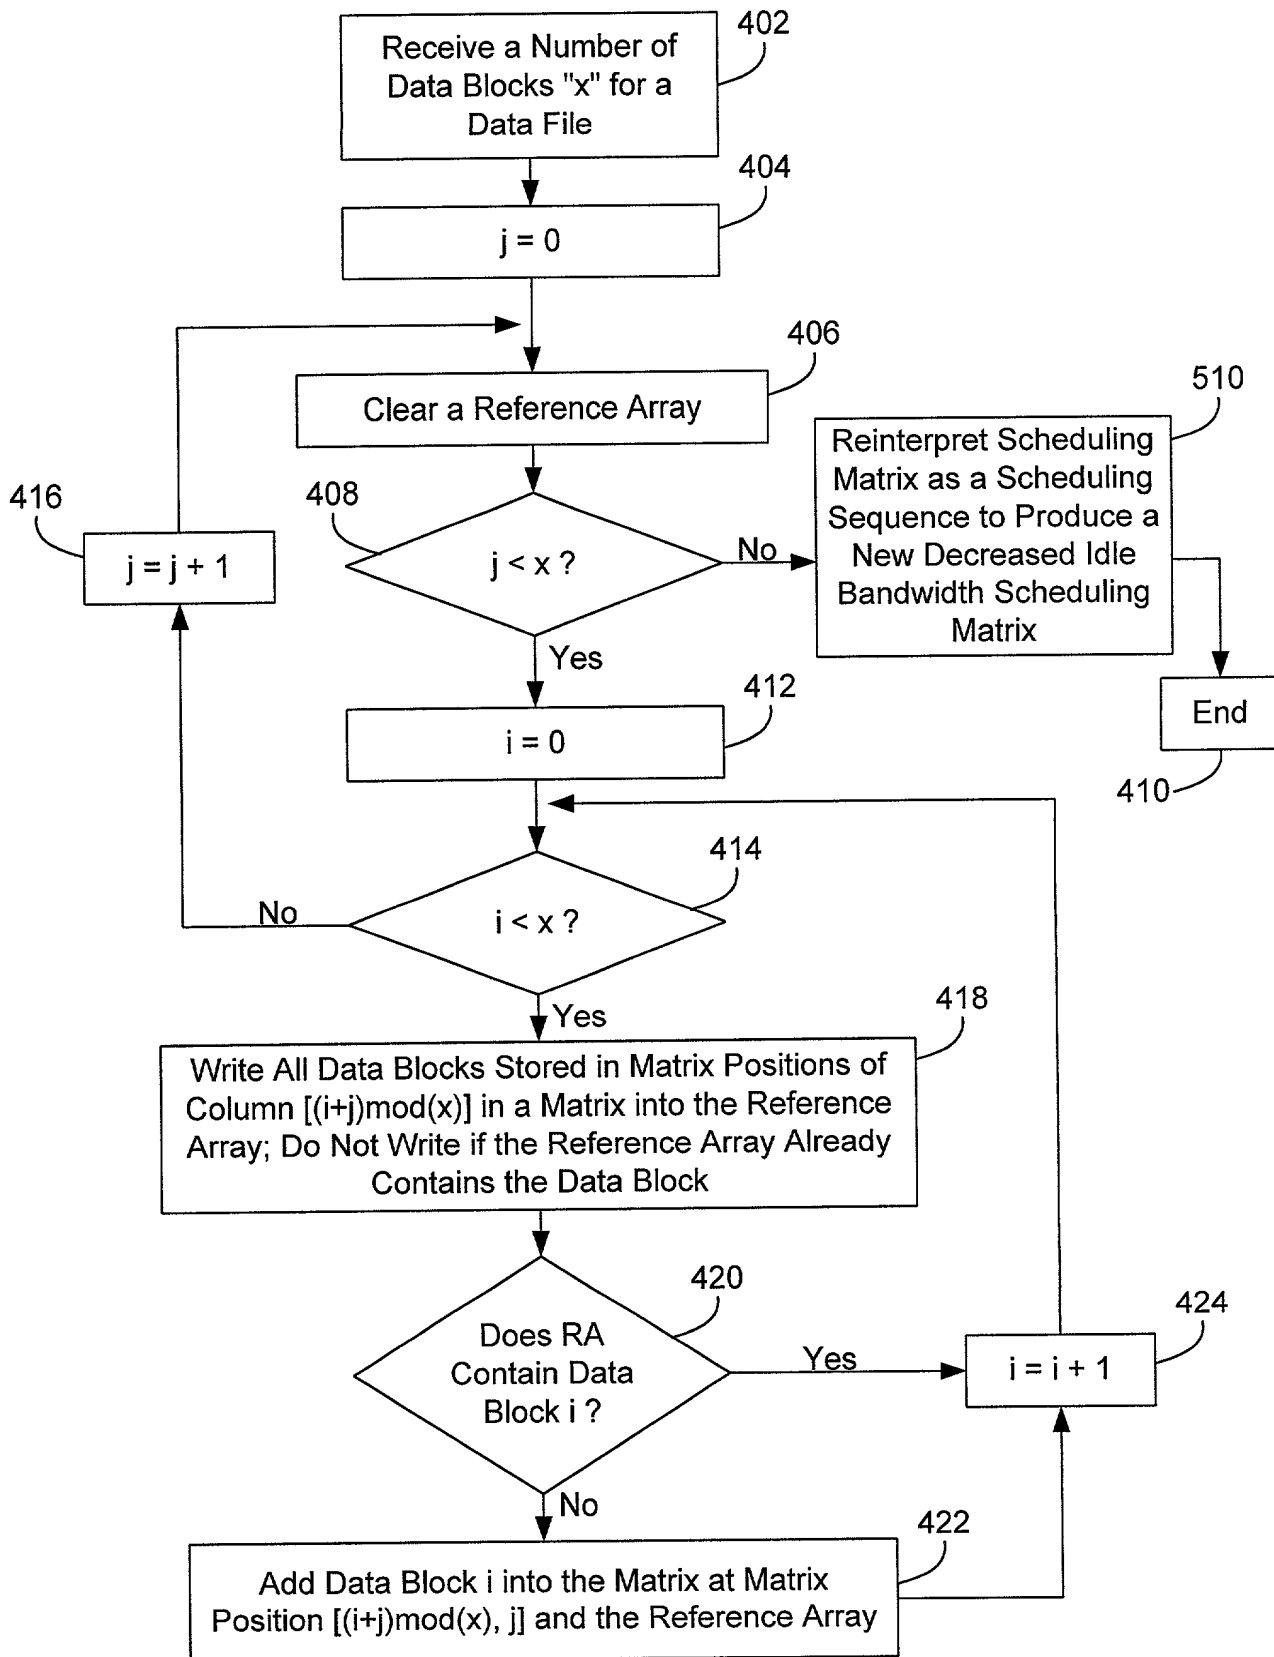 402
Receive a Number of
Data Blocks "x" for a
Data File
404
j = 0
406
Clear a Reference Array
510
Reinterpret Scheduling
Matrix as a Scheduling
Sequence to Produce a
New Decreased Idle
Bandwidth Scheduling
Matrix
416
j = j + 1
408
j < x ?
No
Yes
412
i = 0
End
410
414
i < x ?
No
Yes
418
Write All Data Blocks Stored in Matrix Positions of
Column [(i+j)mod(x)] in a Matrix into the Reference
Array; Do Not Write if the Reference Array Already
Contains the Data Block
420
Does RA
Contain Data
Block i ?
Yes
424
i = i + 1
No
422
Add Data Block i into the Matrix at Matrix
Position [(i+j)mod(x), j] and the Reference Array